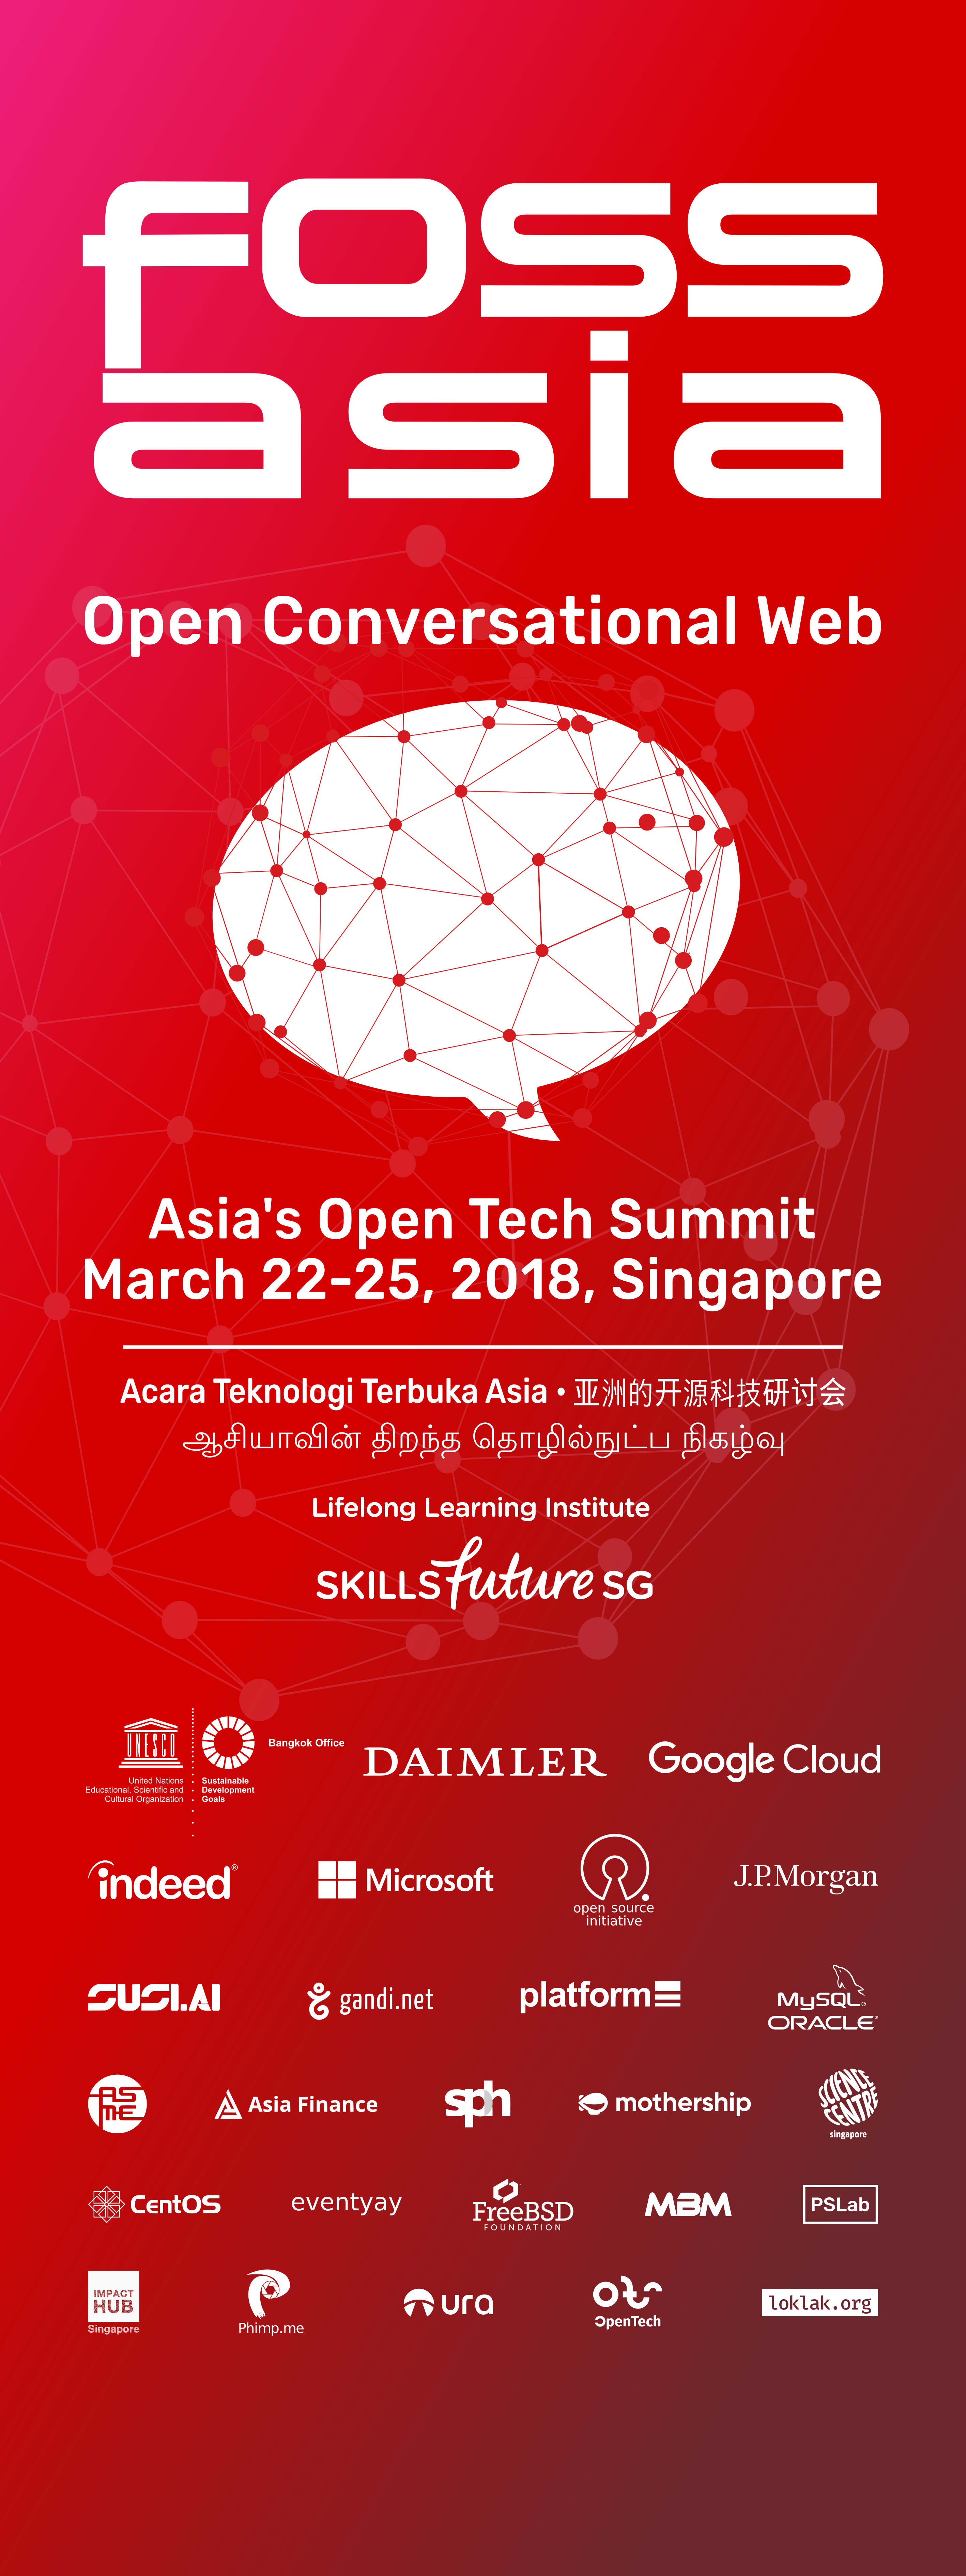 foss
asia
Open Conversational Web
Asia's Open Tech Summit
March 22-25, 2018, Singapore
Acara Teknologi Terbuka Asia • 亚洲的开源科技研讨会
ஆசியாவின் திறந்த தொழில்நுட்ப நிகழ்வு
Lifelong Learning Institute
SKILLS future SG
UNESCO
United Nations
Educational, Scientific and
Cultural Organization
Sustainable
Development
Goals
Bangkok Office
DAIMLER
Google Cloud
indeed®
Microsoft
open source
initiative
J.P.Morgan
SUSI.AI
gandi.net
platform
MySQL®
ORACLE®
ASME
Asia Finance
sph
mothership
SCIENCE
CENTRE
singapore
CentOS
eventyay
FreeBSD
FOUNDATION
MBM
PSLab
IMPACT
HUB
Singapore
Phimp.me
ura
otc
OpenTech
loklak.org